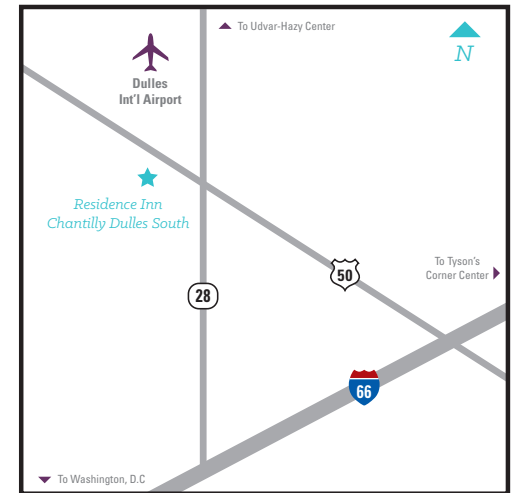 To Udvar-Hazy Center
N
Dulles
Int'l Airport
Residence Inn
Chantilly Dulles South
To Tyson's
Corner Center
50
28
66
To Washington, D.C